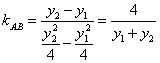 k_{AB} = \frac{y_2 - y_1}{\frac{y_2^2}{4} - \frac{y_1^2}{4}} = \frac{4}{y_1 + y_2}